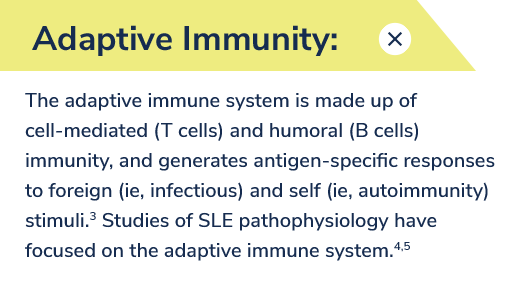 Adaptive Immunity:
The adaptive immune system is made up of
cell-mediated (T cells) and humoral (B cells)
immunity, and generates antigen-specific responses
to foreign (ie, infectious) and self (ie, autoimmunity)
stimuli.³ Studies of SLE pathophysiology have
focused on the adaptive immune system.⁴,⁵